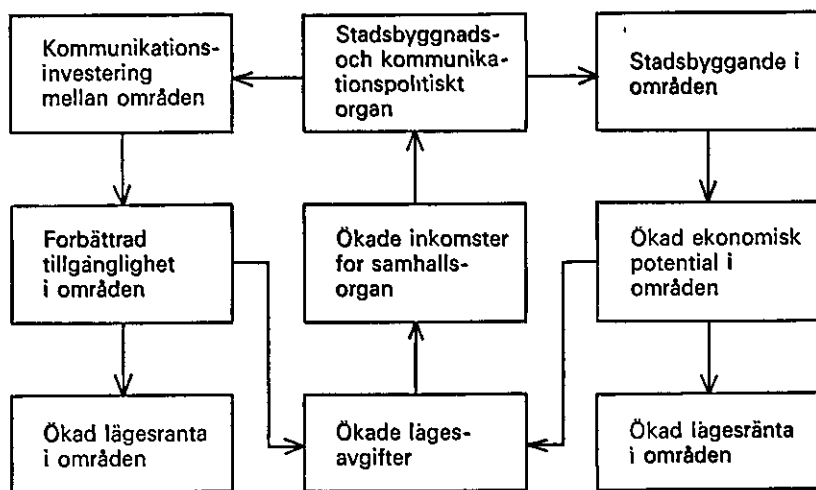 Kommunikations-
investering
mellan områden
Stadsbyggnads-
och kommunika-
tionspolitiskt
organ
Stadsbyggande i
områden
Forbättrad
tillgänglighet
i områden
Ökade inkomster
for samhalls-
organ
Ökad ekonomisk
potential i
områden
Ökad lägesranta
i områden
Ökade läges-
avgifter
Ökad lägesränta
i områden